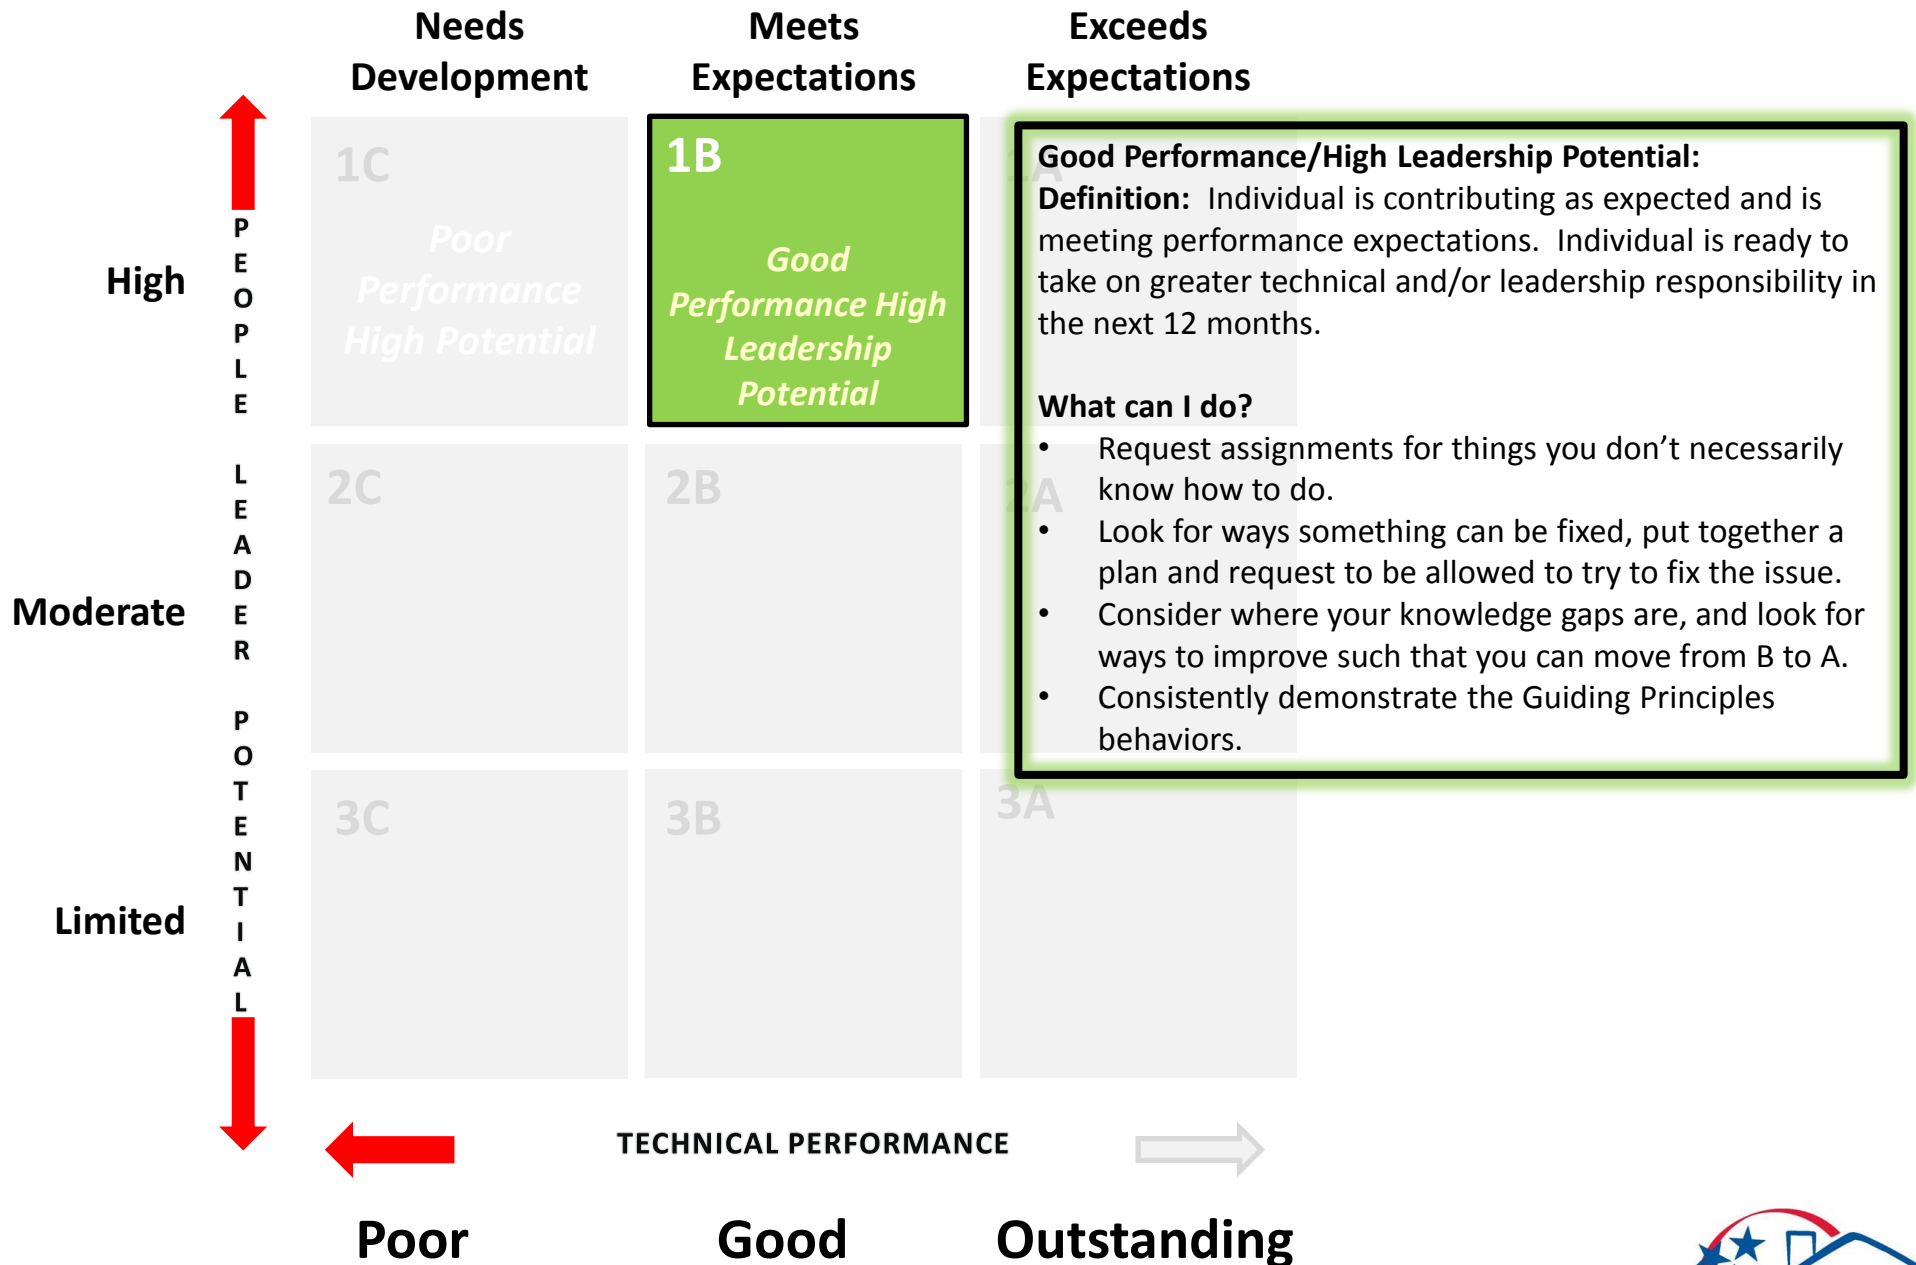 Needs
Development
Meets
Expectations
Exceeds
Expectations
High
Moderate
Limited
PEOPLE LEADER POTENTIAL
1C
Poor
Performance
High Potential
1B
Good
Performance High
Leadership
Potential
1A
2C
2B
2A
3C
3B
3A
Good Performance/High Leadership Potential:
Definition: Individual is contributing as expected and is
meeting performance expectations. Individual is ready to
take on greater technical and/or leadership responsibility in
the next 12 months.
What can I do?
• Request assignments for things you don’t necessarily
know how to do.
• Look for ways something can be fixed, put together a
plan and request to be allowed to try to fix the issue.
• Consider where your knowledge gaps are, and look for
ways to improve such that you can move from B to A.
• Consistently demonstrate the Guiding Principles
behaviors.
TECHNICAL PERFORMANCE
Poor
Good
Outstanding